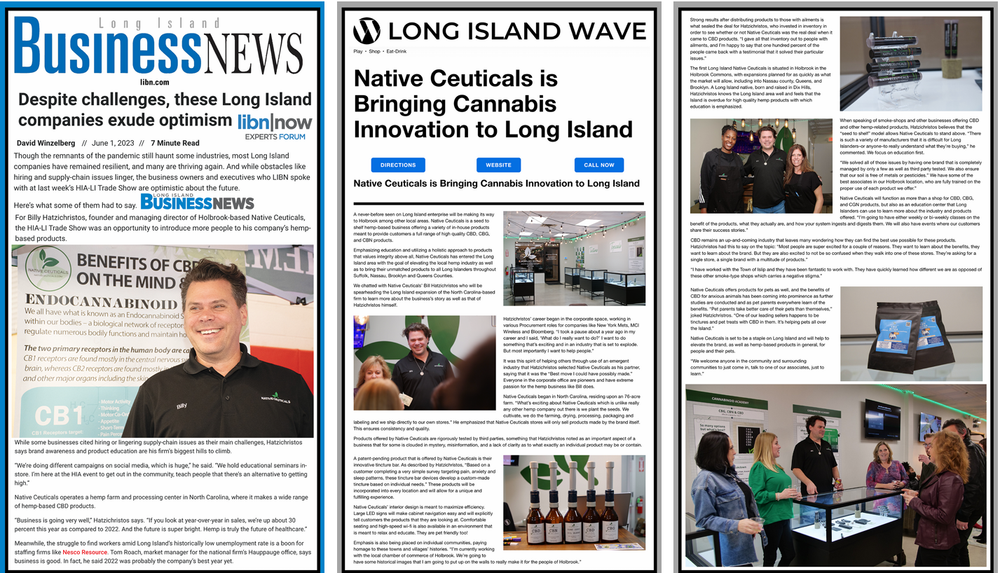 Long Island
BusinessNEWS
libn.com
Despite challenges, these Long Island
companies exude optimism
libn|now
EXPERTS FORUM
David Winzelberg // June 1, 2023 // 7 Minute Read
Though the remnants of the pandemic still haunt some industries, most Long Island
companies have remained resilient, and many are thriving again. And while obstacles like
hiring and supply-chain issues linger, the business owners and executives who LIBN spoke
with at last week's HIA-LI Trade Show are optimistic about the future.
Here's what some of them had to say.
LONG ISLAND
BUSINESSNEWS
For Billy Hatzichristos, founder and managing director of Holbrook-based Native Ceuticals,
the HIA-LI Trade Show was an opportunity to introduce more people to his company's hemp-
based products.
NATIVE CEUTICALS
BENEFITS OF CBD
ON THE MIND &
ENDOCANNABINOID
We all have what is known as an Endocannabinoid
within our bodies – a biological network of receptors
regulate numerous bodily functions and maintain ho
The two primary receptors in the human body are ca
CB1 receptors are found mostly in the central nervous sy
brain, whereas CB2 receptors are found mostly in
and other major organs including the skin
CB1
CB1 Receptors target
- Motor Activity
- Thinking
- Motor Co-or
- Appetite
- Short-Term
- Pain Perce
Billy
NATIVE CEUTICALS
While some businesses cited hiring or lingering supply-chain issues as their main challenges, Hatzichristos
says brand awareness and product education are his firm's biggest hills to climb.
"We're doing different campaigns on social media, which is huge," he said. "We hold educational seminars in-
store. I'm here at the HIA event to get out in the community, teach people that there's an alternative to getting
high."
Native Ceuticals operates a hemp farm and processing center in North Carolina, where it makes a wide range
of hemp-based CBD products.
"Business is going very well," Hatzichristos says. "If you look at year-over-year in sales, we're up about 30
percent this year as compared to 2022. And the future is super bright. Hemp is truly the future of healthcare."
Meanwhile, the struggle to find workers amid Long Island's historically low unemployment rate is a boon for
staffing firms like Nesco Resource. Tom Roach, market manager for the national firm's Hauppauge office, says
business is good. In fact, he said 2022 was probably the company's best year yet.
LONG ISLAND WAVE
Play • Shop • Eat-Drink
Native Ceuticals is
Bringing Cannabis
Innovation to Long Island
DIRECTIONS
WEBSITE
CALL NOW
Native Ceuticals is Bringing Cannabis Innovation to Long Island
A never-before seen on Long Island enterprise will be making its way
to Holbrook among other local areas. Native Ceuticals is a seed to
shelf hemp-based business offering a variety of in-house products
meant to provide customers a full range of high quality CBD, CBG,
and CBN products.
Emphasizing education and utilizing a holistic approach to products
that values integrity above all, Native Ceuticals has entered the Long
Island area with the goal of elevating the local hemp industry as well
as to bring their unmatched products to all Long Islanders throughout
Suffolk, Nassau, Brooklyn and Queens Counties.
We chatted with Native Ceuticals' Bill Hatzichristos who will be
spearheading the Long Island expansion of the North Carolina-based
firm to learn more about the business's story as well as that of
Hatzichristos himself.
Hatzichristos' career began in the corporate space, working in
various Procurement roles for companies like New York Mets, MCI
Wireless and Bloomberg. "I took a pause about a year ago in my
career and I said, 'What do I really want to do?' I want to do
something that's exciting and in an industry that is set to explode.
But most importantly I want to help people."
It was this spirit of helping others through use of an emergent
industry that Hatzichristos selected Native Ceuticals as his partner,
saying that it was the "Best move I could have possibly made."
Everyone in the corporate office are pioneers and have extreme
passion for the hemp business like Bill does.
Native Ceuticals began in North Carolina, residing upon an 76-acre
farm. "What's exciting about Native Ceuticals which is unlike really
any other hemp company out there is we plant the seeds. We
cultivate, we do the farming, drying, processing, packaging and
labeling and we ship directly to our own stores." He emphasized that Native Ceuticals stores will only sell products made by the brand itself.
This ensures consistency and quality.
Products offered by Native Ceuticals are rigorously tested by third parties, something that Hatzichristos noted as an important aspect of a
business that for some is clouded in mystery, misinformation, and a lack of clarity as to what exactly an individual product may be or contain.
A patent-pending product that is offered by Native Ceuticals is their
innovative tincture bar. As described by Hatzichristos, "Based on a
customer completing a very simple survey targeting pain, anxiety and
sleep patterns, these tincture bar devices develop a custom-made
tincture based on individual needs." These products will be
incorporated into every location and will allow for a unique and
fulfilling experience.
Native Ceuticals' interior design is meant to maximize efficiency.
Large LED signs will make cabinet navigation easy and will explicitly
tell customers the products that they are looking at. Comfortable
seating and high-speed wi-fi is also available in an environment that
is meant to relax and educate. They are pet friendly too!
Emphasis is also being placed on individual communities, paying
homage to these towns and villages' histories. "I'm currently working
with the local chamber of commerce of Holbrook. We're going to
have some historical images that I am going to put up on the walls to really make it for the people of Holbrook."
CBD
CBN
CBD
CBG
Strong results after distributing products to those with ailments is
what sealed the deal for Hatzichristos, who invested in inventory in
order to see whether or not Native Ceuticals was the real deal when it
came to CBD products. "I gave all that inventory out to people with
ailments, and I'm happy to say that one hundred percent of the
people came back with a testimonial that it solved their particular
issues."
The first Long Island Native Ceuticals is situated in Holbrook in the
Holbrook Commons, with expansions planned for as quickly as what
the market will allow, including into Nassau county, Queens, and
Brooklyn. A Long Island native, born and raised in Dix Hills,
Hatzichristos knows the Long Island area well and feels that the
Island is overdue for high quality hemp products with which
education is emphasized.
When speaking of smoke-shops and other businesses offering CBD
and other hemp-related products, Hatzichristos believes that the
"seed to shelf" model allows Native Ceuticals to stand above. "There
is such a variety of manufacturers that it is difficult for Long
Islanders–or anyone–to really understand what they're buying," he
commented. We focus on education first.
"We solved all of those issues by having one brand that is completely
managed by only a few as well as third party tested. We also ensure
that our soil is free of metals or pesticides." We have some of the
best associates in our Holbrook location, who are fully trained on the
proper use of each product we offer."
Native Ceuticals will function as more than a shop for CBD, CBG,
and CGN products, but also as an education center that Long
Islanders can use to learn more about the industry and products
offered. "I'm going to have either weekly or bi-weekly classes on the
benefit of the products, what they actually are, and how your system ingests and digests them. We will also have events where our customers
share their success stories."
CBD remains an up-and-coming industry that leaves many wondering how they can find the best use possible for these products.
Hatzichristos had this to say on the topic: "Most people are super excited for a couple of reasons. They want to learn about the benefits, they
want to learn about the brand. But they are also excited to not be so confused when they walk into one of these stores. They're asking for a
single store, a single brand with a multitude of products."
"I have worked with the Town of Islip and they have been fantastic to work with. They have quickly learned how different we are as opposed of
these other smoke-type shops which carries a negative stigma."
Native Ceuticals offers products for pets as well, and the benefits of
CBD for anxious animals has been coming into prominence as further
studies are conducted and as pet parents everywhere learn of the
benefits. "Pet parents take better care of their pets than themselves,"
joked Hatzichristos. "One of our leading sellers happens to be
tinctures and pet treats with CBD in them. It's helping pets all over
the Island."
Native Ceuticals is set to be a staple on Long Island and will help to
elevate the brand, as well as hemp-based products in general, for
people and their pets.
"We welcome anyone in the community and surrounding
communities to just come in, talk to one of our associates, just to
learn."
CANNABINOID ACADEMY
CBG, CBN & CBD
So many options
but what's best?